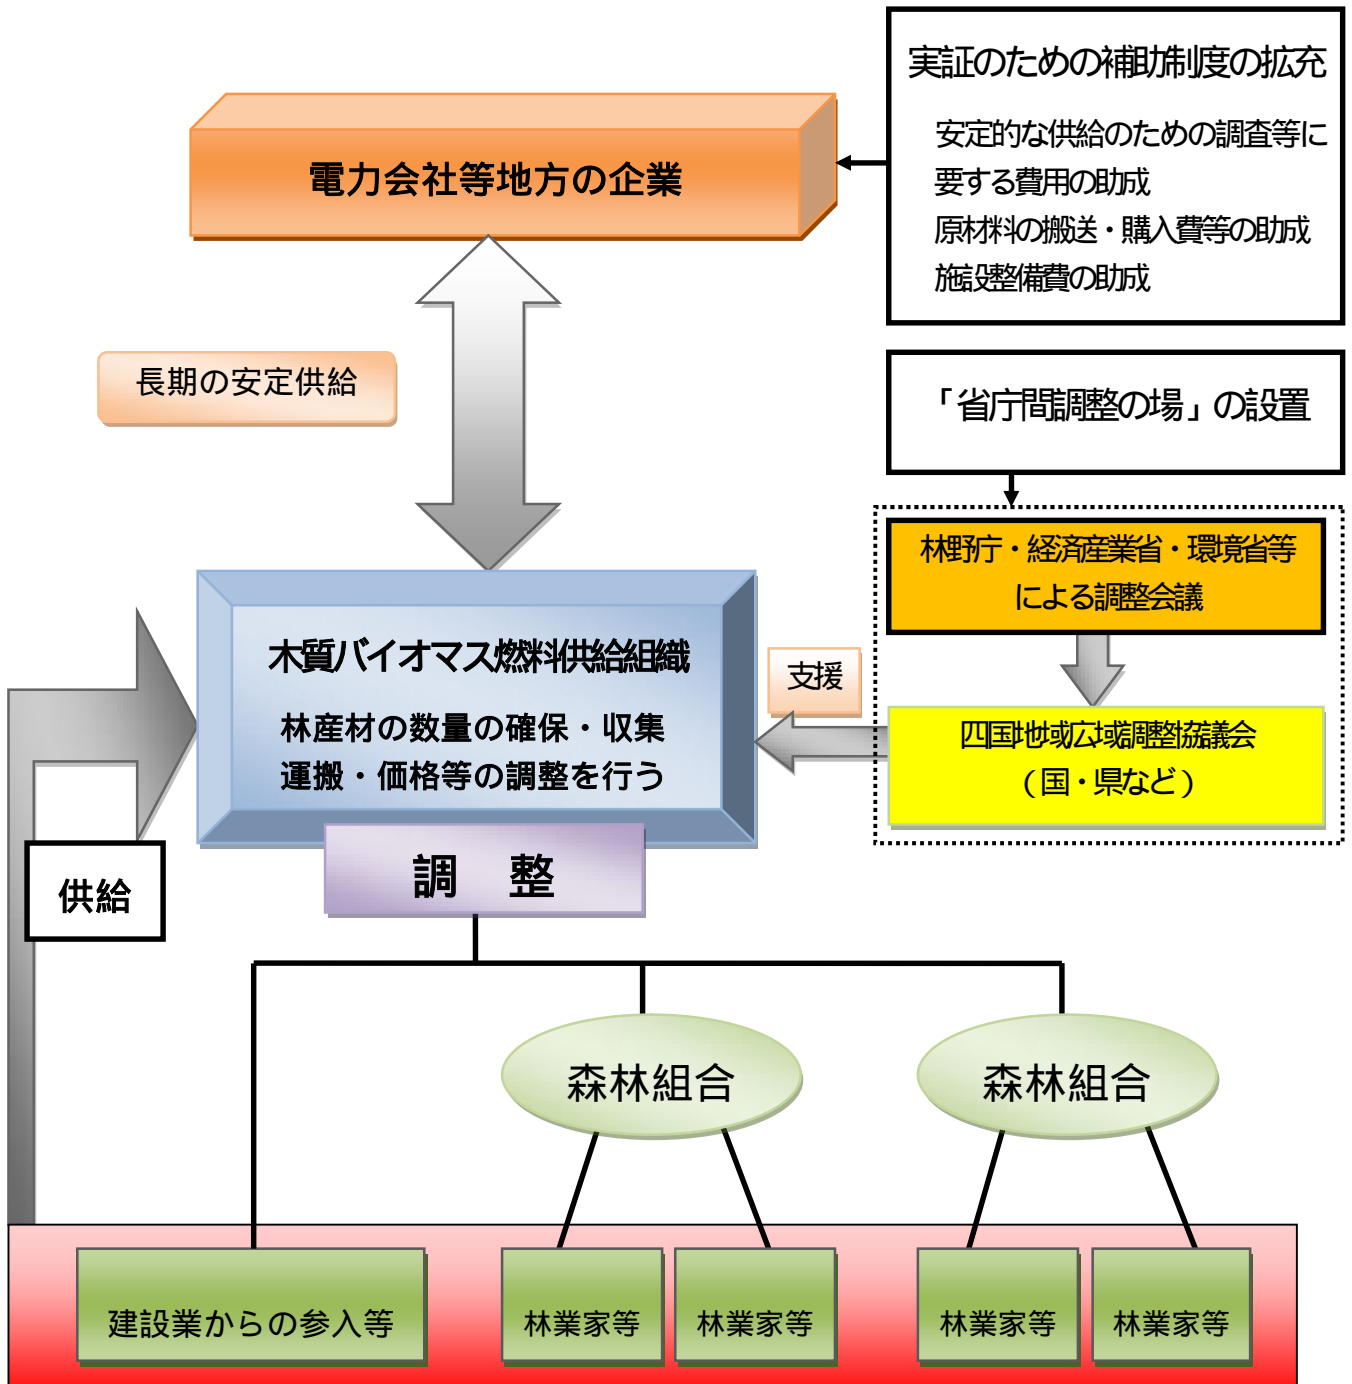 実証のための補助制度の拡充
安定的な供給のための調査等に
要する費用の助成
原材料の搬送・購入費等の助成
施設整備費の助成
電力会社等地方の企業
長期の安定供給
「省庁間調整の場」の設置
林野庁・経済産業省・環境省等
による調整会議
木質バイオマス燃料供給組織
林産材の数量の確保・収集
運搬・価格等の調整を行う
支援
四国地域広域調整協議会
（国・県など）
調　整
供給
森林組合
森林組合
建設業からの参入等
林業家等
林業家等
林業家等
林業家等